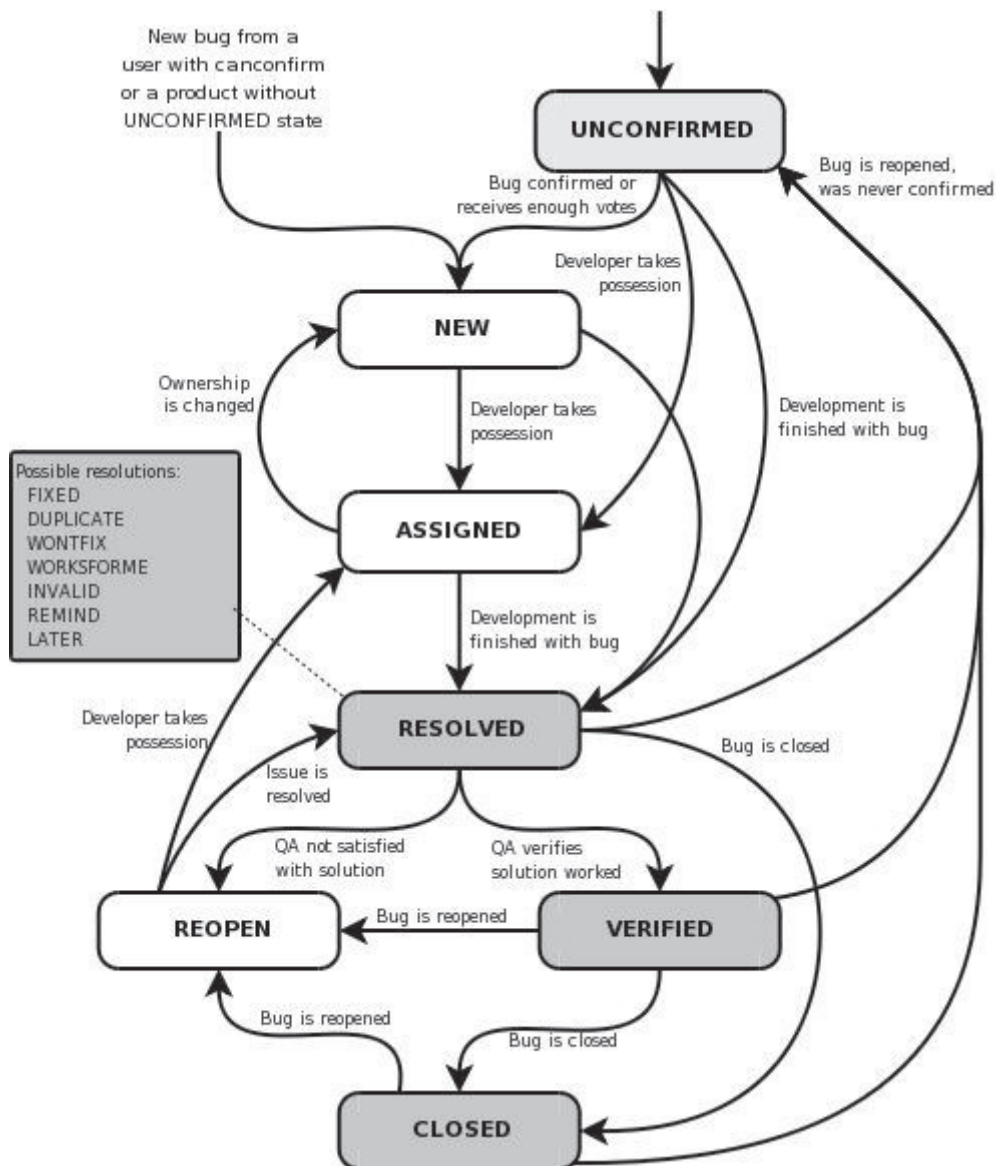 New bug from a
user with canconfirm
or a product without
UNCONFIRMED state
UNCONFIRMED
Bug is reopened,
was never confirmed
Bug confirmed or
receives enough votes
Developer takes
possession
NEW
Ownership
is changed
Developer takes
possession
Development is
finished with bug
Possible resolutions:
FIXED
DUPLICATE
WONTFIX
WORKSFORME
INVALID
REMIND
LATER
ASSIGNED
Development is
finished with bug
Developer takes
possession
RESOLVED
Bug is closed
Issue is
resolved
QA not satisfied
with solution
QA verifies
solution worked
REOPEN
Bug is reopened
VERIFIED
Bug is reopened
Bug is closed
CLOSED